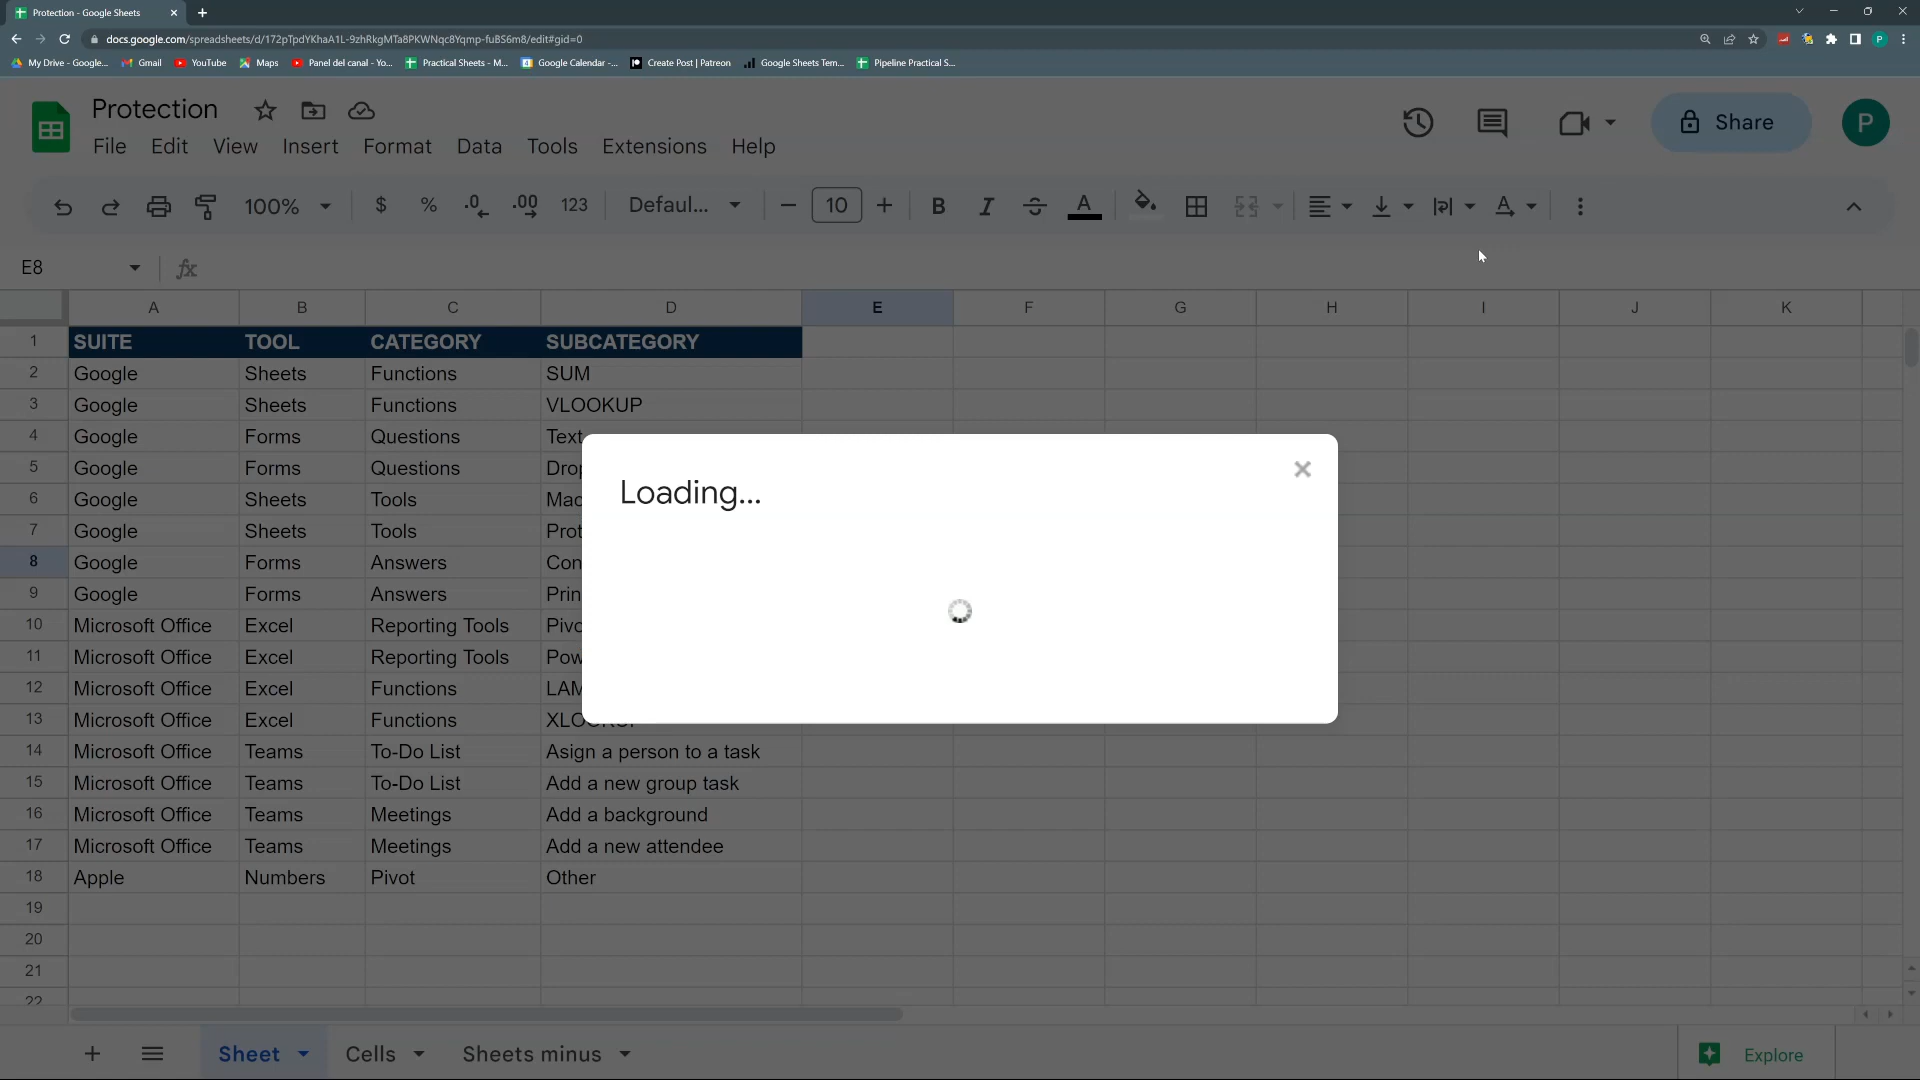 Protection - Google Sheets
docs.google.com/spreadsheets/d/172pTpdYKhaA1L-9zhRkgMTa8PKWNqc8Yqmp-fuBS6m8/edit#gid=0
My Drive - Google... Gmail YouTube Maps Panel del canal - Yo... Practical Sheets - M... Google Calendar -... Create Post | Patreon Google Sheets Tem... Pipeline Practical S...
Protection
File Edit View Insert Format Data Tools Extensions Help
Share
P
100% $ % .0 .00 123 Defaul... 10 B I A
E8 fx
A B C D E F G H I J K
1 SUITE TOOL CATEGORY SUBCATEGORY
2 Google Sheets Functions SUM
3 Google Sheets Functions VLOOKUP
4 Google Forms Questions Text
5 Google Forms Questions
6 Google Sheets Tools
7 Google Sheets Tools
8 Google Forms Answers
9 Google Forms Answers
10 Microsoft Office Excel Reporting Tools
11 Microsoft Office Excel Reporting Tools
12 Microsoft Office Excel Functions
13 Microsoft Office Excel Functions
14 Microsoft Office Teams To-Do List Asign a person to a task
15 Microsoft Office Teams To-Do List Add a new group task
16 Microsoft Office Teams Meetings Add a background
17 Microsoft Office Teams Meetings Add a new attendee
18 Apple Numbers Pivot Other
19
20
21
22
Loading...
Sheet Cells Sheets minus
Explore